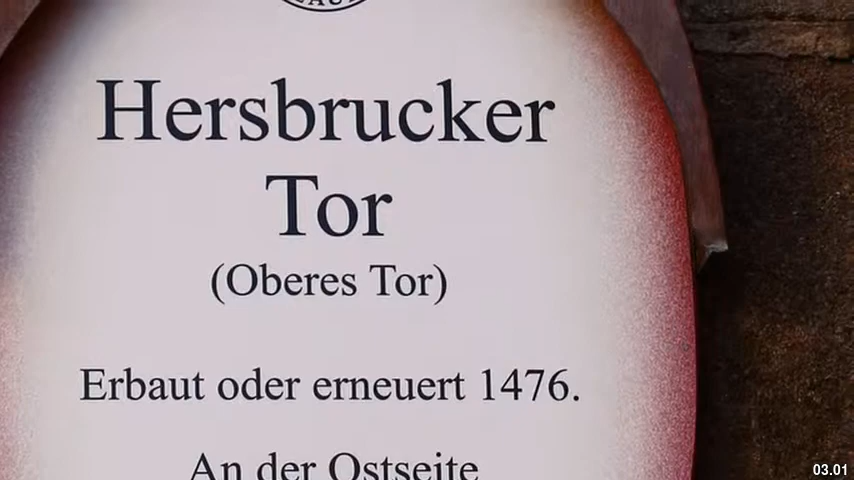 Hersbrucker
Tor
(Oberes Tor)
Erbaut oder erneuert 1476.
An der Ostseite
03.01